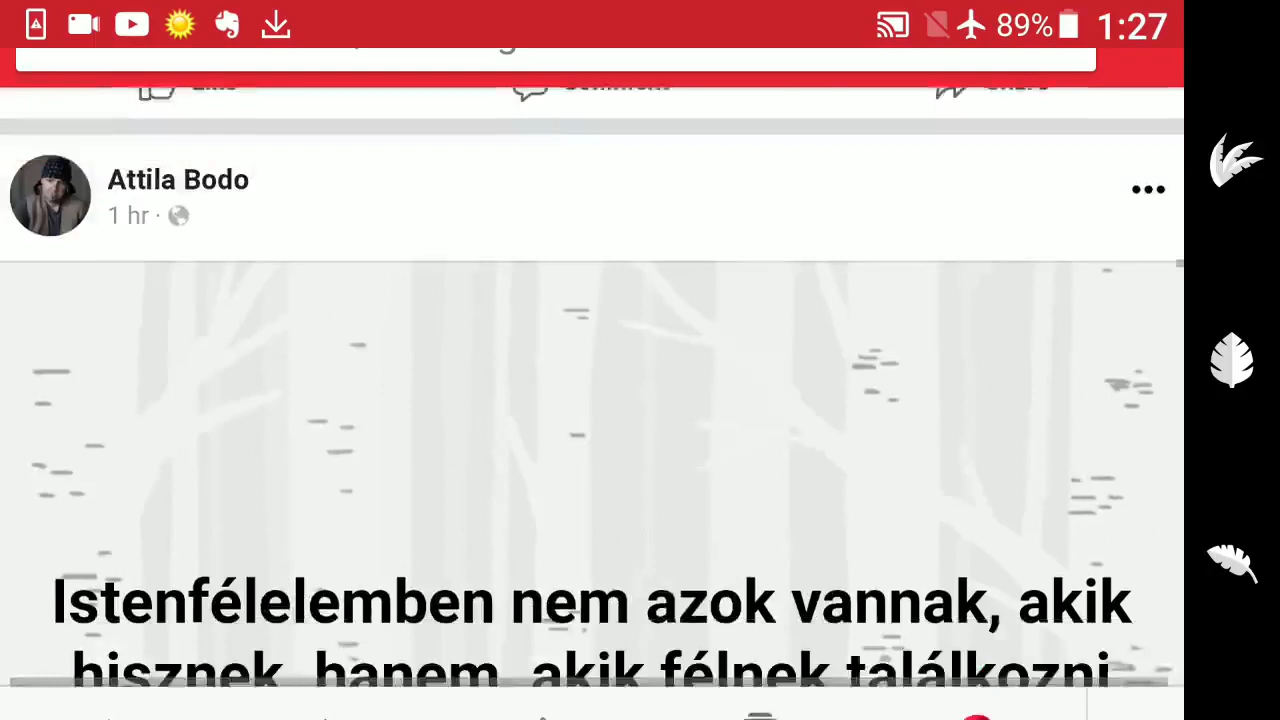 89% 1:27
Attila Bodo
1 hr ·
Istenfélelemben nem azok vannak, akik
hisznek, hanem, akik félnek találkozni